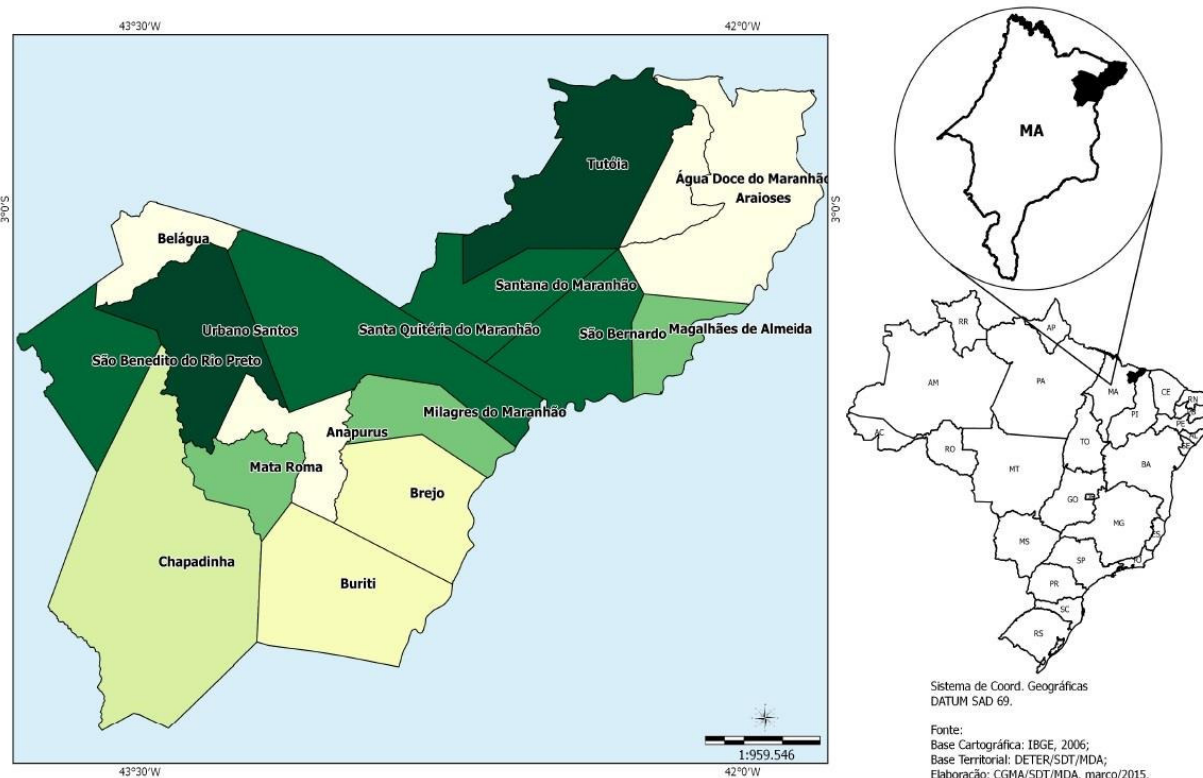 43°30'W
42°0'W
3°0'S
3°0'S
Tutóia
Água Doce do Maranhão
Araioses
Belágua
Santana do Maranhão
Urbano Santos
Santa Quitéria do Maranhão
São Bernardo
Magalhães de Almeida
São Benedito do Rio Preto
Milagres do Maranhão
Anapurus
Mata Roma
Brejo
Chapadinha
Buriti
1:959.546
43°30'W
42°0'W
MA
RR
AP
AM
PA
MA
CE
RN
PI
PE
AC
RO
TO
BA
MT
GO
MG
ES
MS
SP
RJ
PR
SC
RS
Sistema de Coord. Geográficas
DATUM SAD 69.
Fonte:
Base Cartográfica: IBGE, 2006;
Base Territorial: DETER/SDT/MDA;
Elaboração: CGMA/SDT/MDA, março/2015.